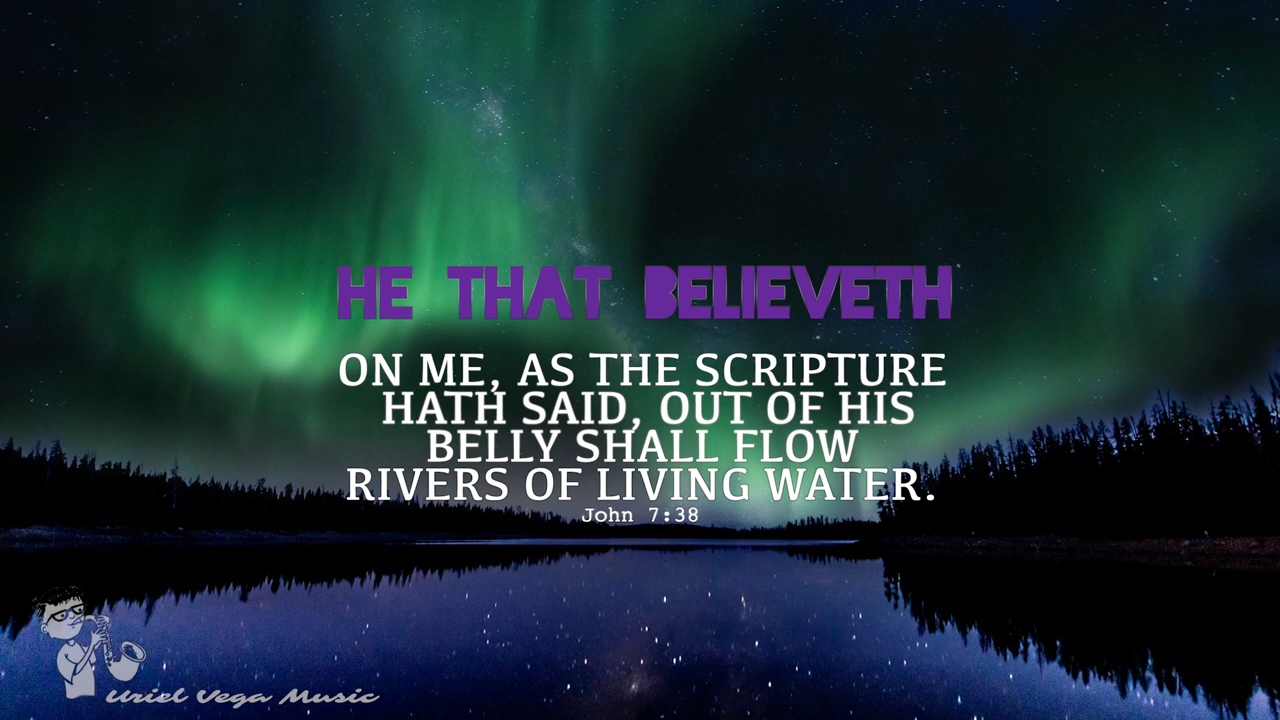 HE THAT BELIEVETH
ON ME, AS THE SCRIPTURE
HATH SAID, OUT OF HIS
BELLY SHALL FLOW
RIVERS OF LIVING WATER.
John 7:38
Uriel Vega Music